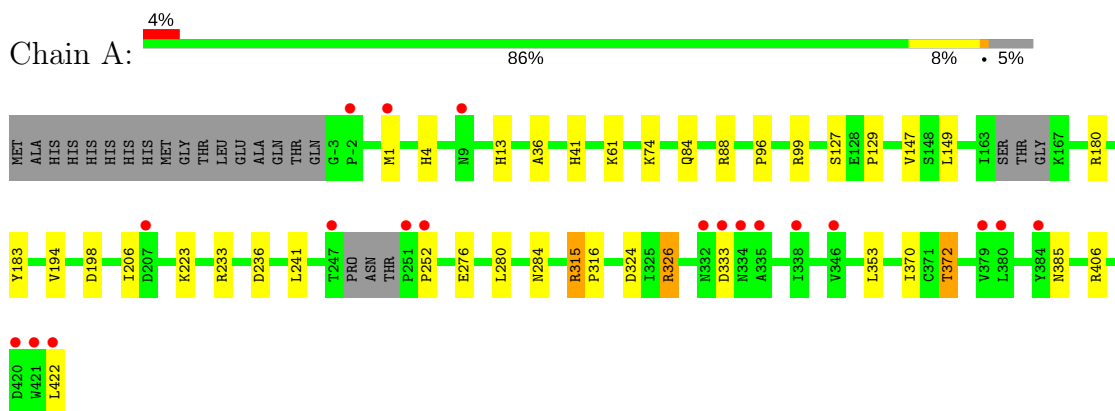 4%
Chain A:
86% 8% • 5%
MET ALA HIS HIS HIS HIS HIS HIS MET GLY THR LEU GLU ALA GLN THR GLN G-3 P-2 M1 H4 N9 H13 A36 H41 K61 K74 Q84 R88 P96 R99 S127 E128 P129 V147 S148 L149 I163 SER THR GLY K167 R180
Y183 V194 D198 I206 D207 K223 R233 D236 L241 T247 PRO ASN THR P251 P252 E276 L280 N284 R315 P316 D324 I325 R326 N332 D333 N334 A335 I338 V346 L353 I370 C371 T372 V379 L380 Y384 N385 R406
D420 W421 L422